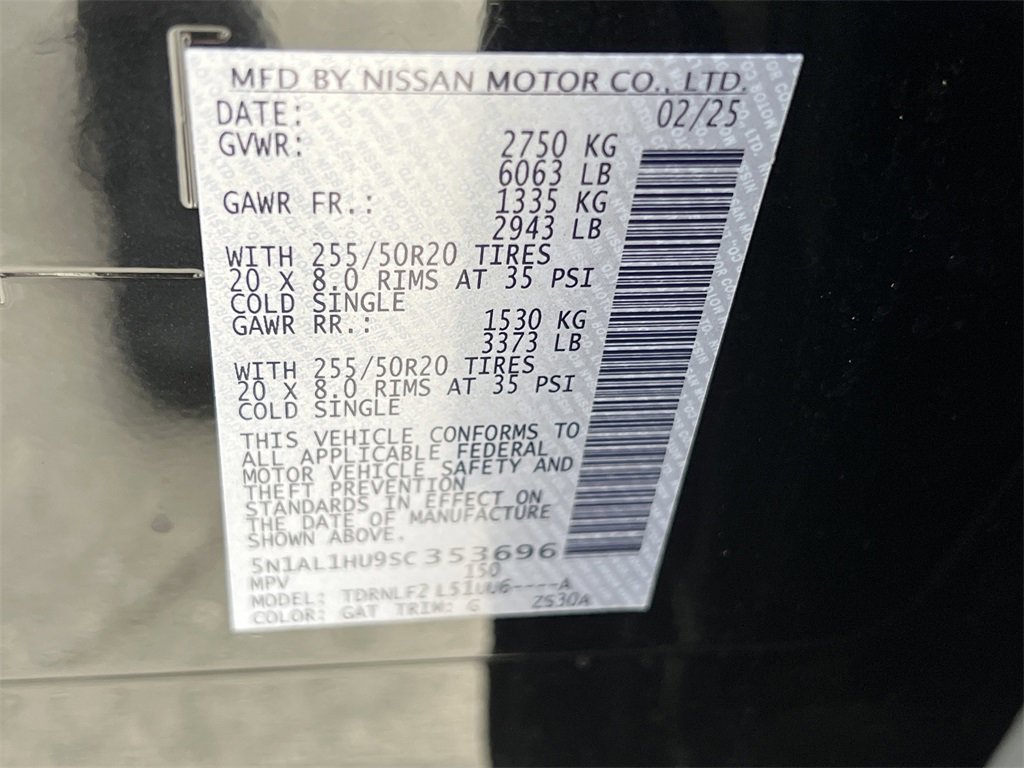 MFD BY NISSAN MOTOR CO., LTD.
DATE: 02/25
GVWR: 2750 KG
6063 LB
GAWR FR.: 1335 KG
2943 LB
WITH 255/50R20 TIRES
20 X 8.0 RIMS AT 35 PSI
COLD SINGLE
GAWR RR.: 1530 KG
3373 LB
WITH 255/50R20 TIRES
20 X 8.0 RIMS AT 35 PSI
COLD SINGLE
THIS VEHICLE CONFORMS TO
ALL APPLICABLE FEDERAL
MOTOR VEHICLE SAFETY AND
THEFT PREVENTION
STANDARDS IN EFFECT ON
THE DATE OF MANUFACTURE
SHOWN ABOVE.
5N1AL1HU9SC353696
MPV 150
MODEL: A
COLOR: GAT TRIM: G ZS30A